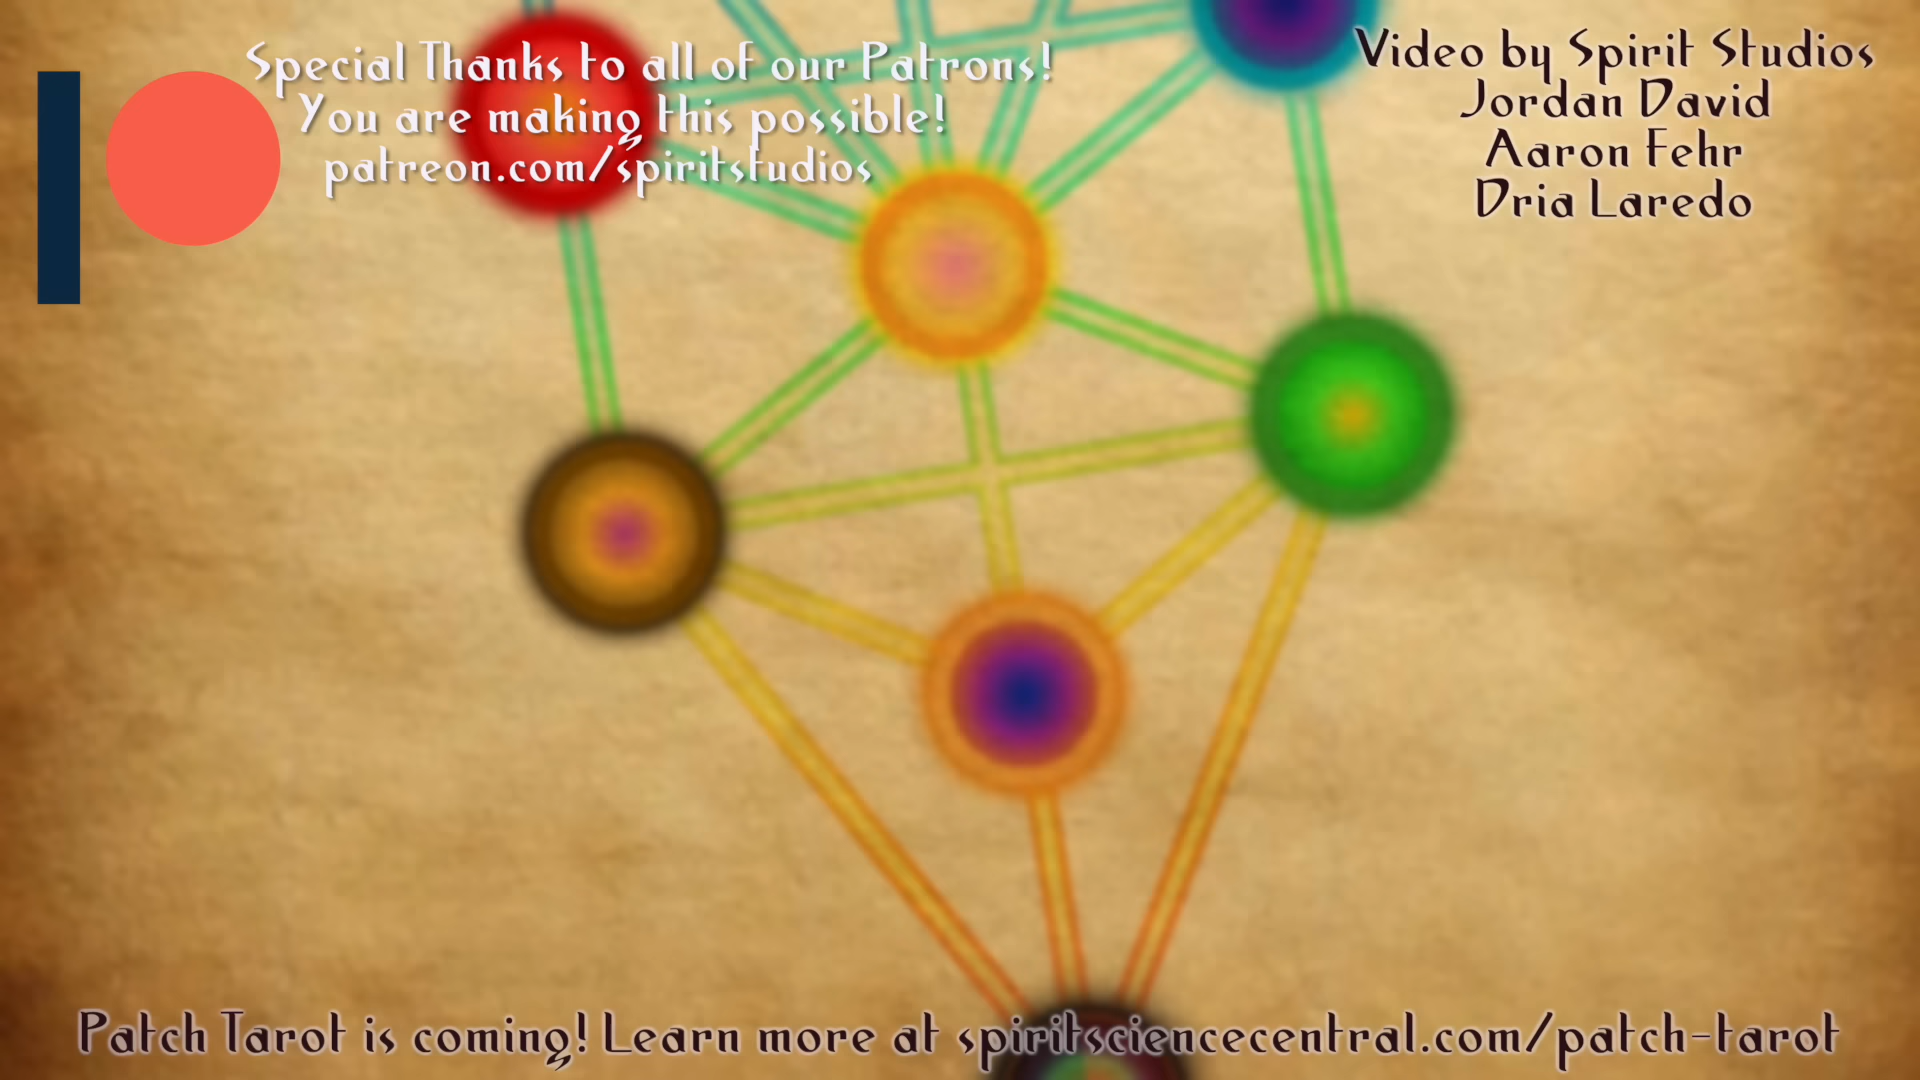 Special Thanks to all of our Patrons!
You are making this possible!
patreon.com/spiritstudios
Video by Spirit Studios
Jordan David
Aaron Fehr
Dria Laredo
Patch Tarot is coming! Learn more at spiritsciencecentral.com/patch-tarot